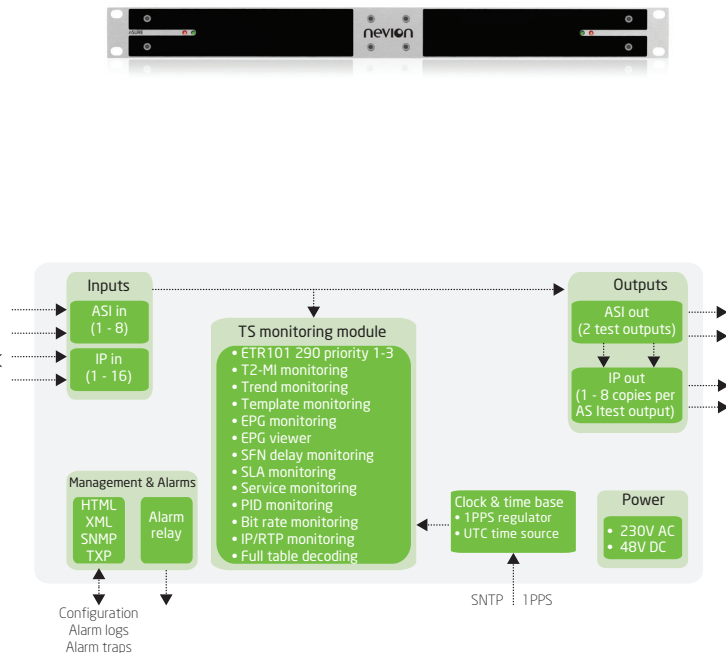 nSURE
nevion
Inputs
ASI in
(1 - 8)
IP in
(1 - 16)
TS monitoring module
• ETR101 290 priority 1-3
• T2-MI monitoring
• Trend monitoring
• Template monitoring
• EPG monitoring
• EPG viewer
• SFN delay monitoring
• SLA monitoring
• Service monitoring
• PID monitoring
• Bit rate monitoring
• IP/RTP monitoring
• Full table decoding
Outputs
ASI out
(2 test outputs)
IP out
(1 - 8 copies per
AS Itest output)
Management & Alarms
HTML
XML
SNMP
TXP
Alarm
relay
Clock & time base
• 1PPS regulator
• UTC time source
Power
• 230V AC
• 48V DC
SNTP
1PPS
Configuration
Alarm logs
Alarm traps